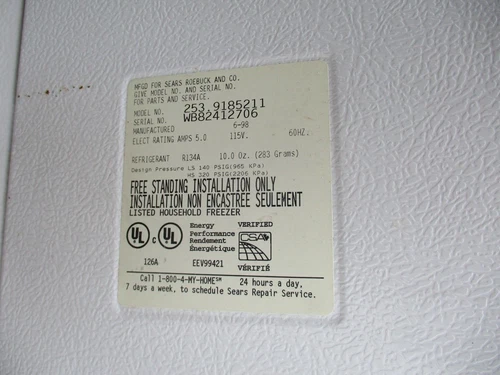 MFGD FOR SEARS ROEBUCK AND CO.
GIVE MODEL NO. AND SERIAL NO.
FOR PARTS AND SERVICE.
MODEL NO. 253.9185211
SERIAL NO. WB82412706
MANUFACTURED 6-98
ELECT RATING AMPS 5.0 115V. 60HZ.
REFRIGERANT R134A 10.0 Oz. (283 Grams)
Design Pressure LS 140 PSIG(965 KPa)
HS 320 PSIG(2206 KPa)
FREE STANDING INSTALLATION ONLY
INSTALLATION NON ENCASTREE SEULEMENT
LISTED HOUSEHOLD FREEZER
UL C UL
Energy
Performance
Rendement
Énergétique
VERIFIED
CSA
VÉRIFIÉ
126A EEV99421
Call 1-800-4-MY-HOME℠ 24 hours a day,
7 days a week, to schedule Sears Repair Service.